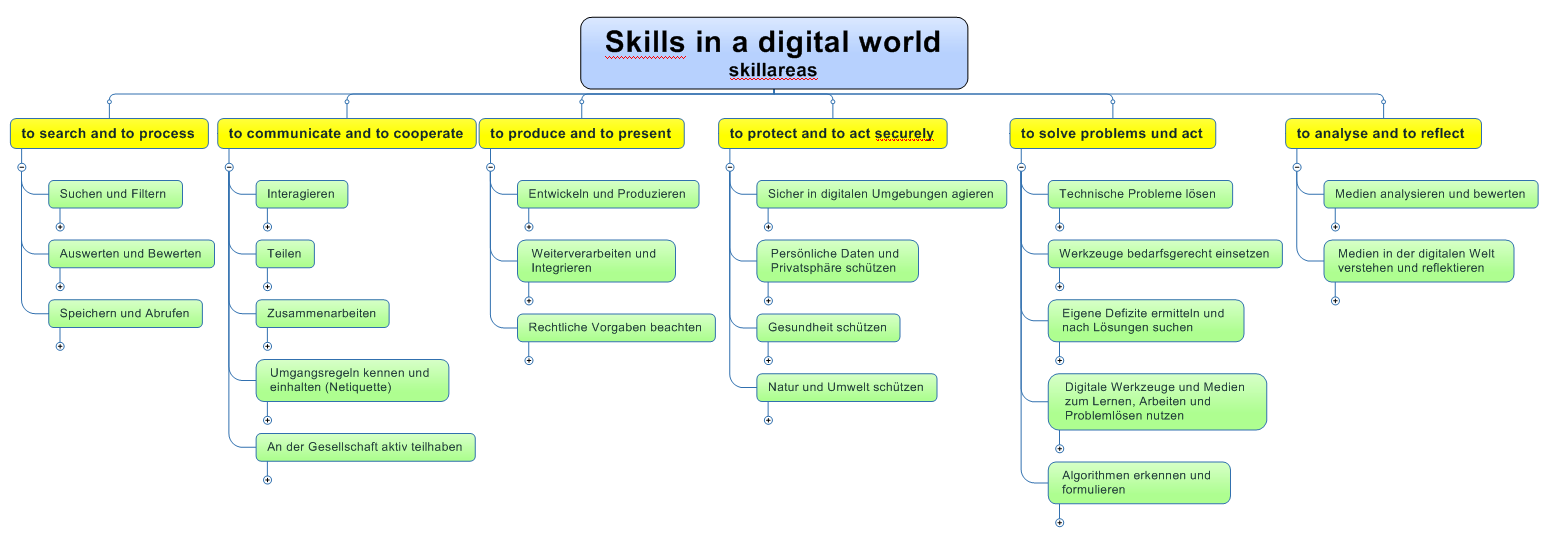 Skills in a digital world
skillareas
to search and to process
Suchen und Filtern
Auswerten und Bewerten
Speichern und Abrufen
to communicate and to cooperate
Interagieren
Teilen
Zusammenarbeiten
Umgangsregeln kennen und
einhalten (Netiquette)
An der Gesellschaft aktiv teilhaben
to produce and to present
Entwickeln und Produzieren
Weiterverarbeiten und
Integrieren
Rechtliche Vorgaben beachten
to protect and to act securely
Sicher in digitalen Umgebungen agieren
Persönliche Daten und
Privatsphäre schützen
Gesundheit schützen
Natur und Umwelt schützen
to solve problems und act
Technische Probleme lösen
Werkzeuge bedarfsgerecht einsetzen
Eigene Defizite ermitteln und
nach Lösungen suchen
Digitale Werkzeuge und Medien
zum Lernen, Arbeiten und
Problemlösen nutzen
Algorithmen erkennen und
formulieren
to analyse and to reflect
Medien analysieren und bewerten
Medien in der digitalen Welt
verstehen und reflektieren